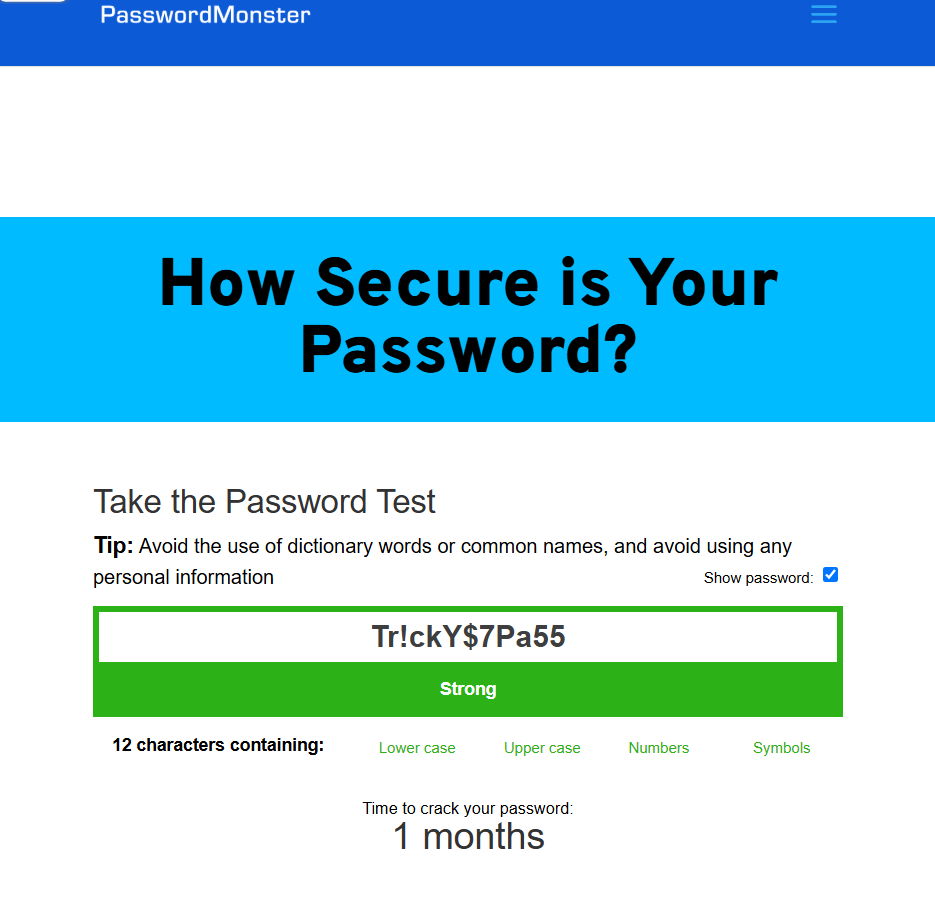 PasswordMonster
How Secure is Your
Password?
Take the Password Test
Tip: Avoid the use of dictionary words or common names, and avoid using any
personal information
Show password:
Tr!ckY$7Pa55
Strong
12 characters containing: Lower case Upper case Numbers Symbols
Time to crack your password:
1 months